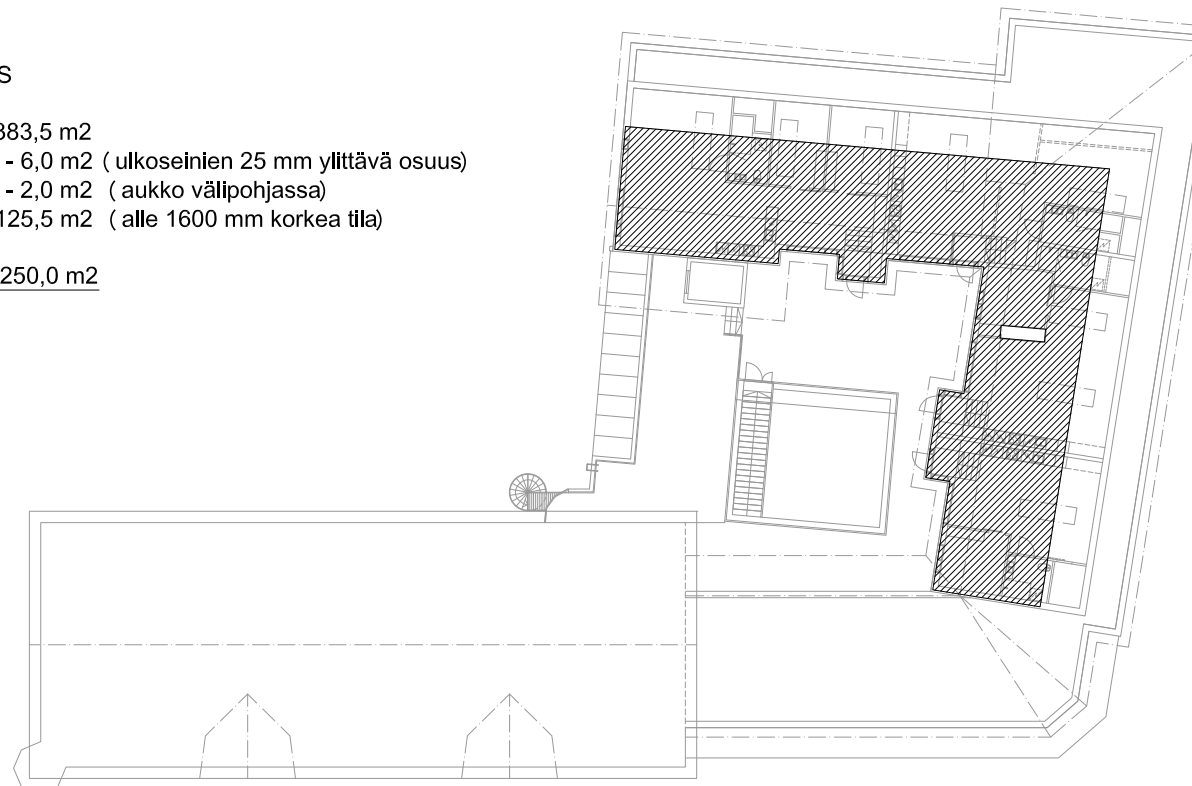 S
383,5 m2
- 6,0 m2 ( ulkoseinien 25 mm ylittävä osuus)
- 2,0 m2 ( aukko välipohjassa)
125,5 m2 ( alle 1600 mm korkea tila)
250,0 m2